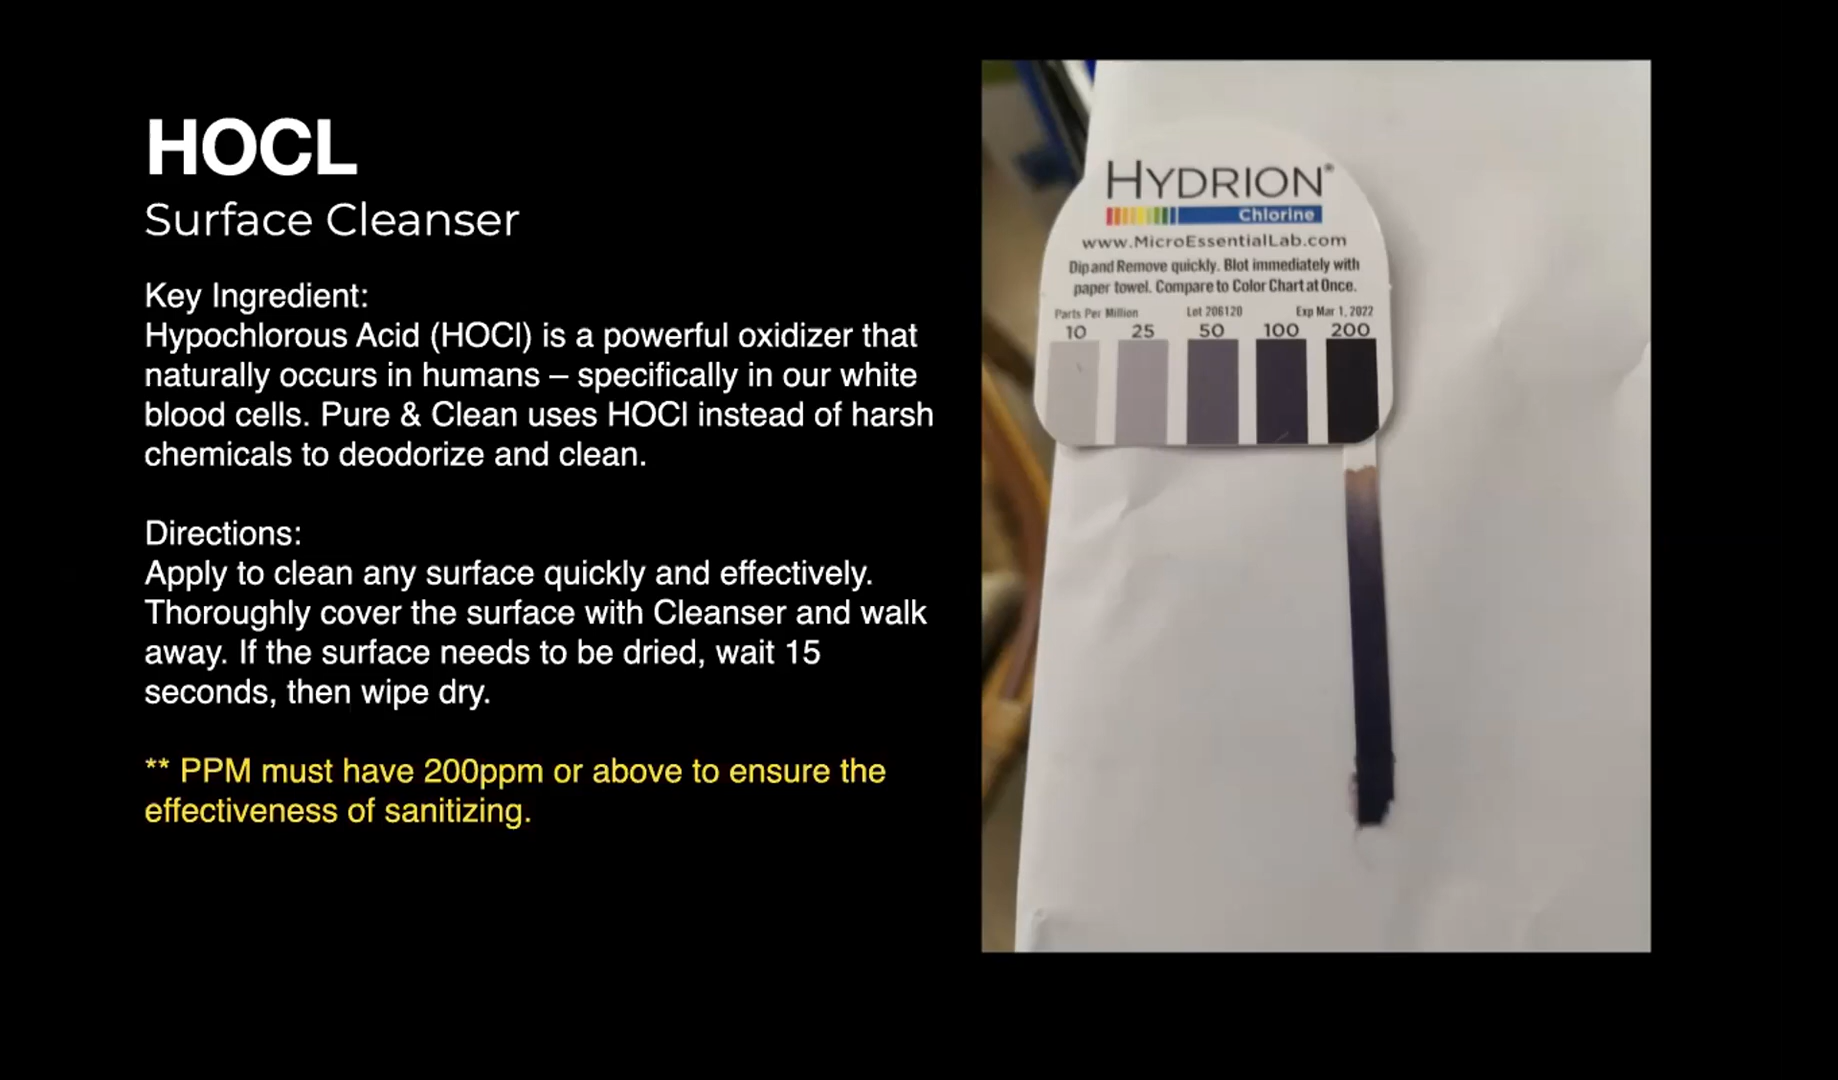 HOCL
Surface Cleanser
Key Ingredient:
Hypochlorous Acid (HOCl) is a powerful oxidizer that
naturally occurs in humans – specifically in our white
blood cells. Pure & Clean uses HOCl instead of harsh
chemicals to deodorize and clean.
Directions:
Apply to clean any surface quickly and effectively.
Thoroughly cover the surface with Cleanser and walk
away. If the surface needs to be dried, wait 15
seconds, then wipe dry.
** PPM must have 200ppm or above to ensure the
effectiveness of sanitizing.
HYDRION®
Chlorine
www.MicroEssentialLab.com
Dip and Remove quickly. Blot immediately with
paper towel. Compare to Color Chart at Once.
Parts Per Million Lot 206120 Exp Mar 1, 2022
10 25 50 100 200